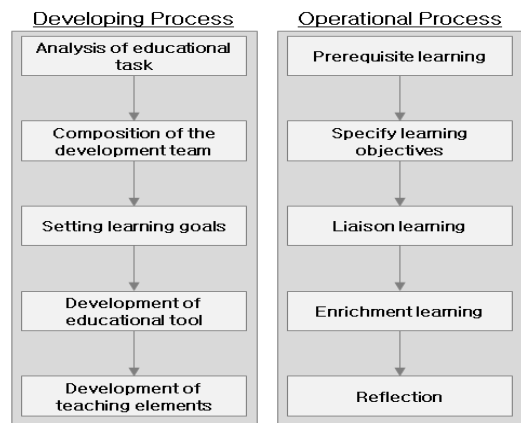 Developing Process
Analysis of educational
task
Composition of the
development team
Setting learning goals
Development of
educational tool
Development of
teaching elements
Operational Process
Prerequisite learning
Specify learning
objectives
Liaison learning
Enrichment learning
Reflection